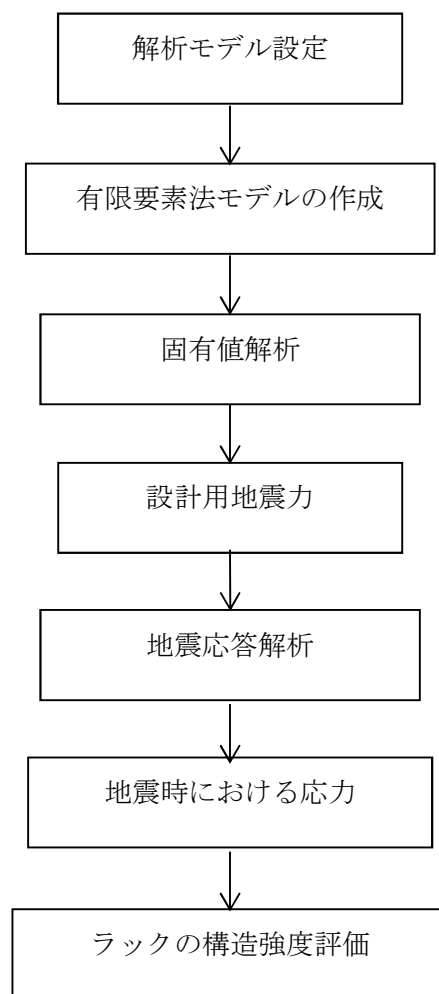 解析モデル設定
有限要素法モデルの作成
固有値解析
設計用地震力
地震応答解析
地震時における応力
ラックの構造強度評価